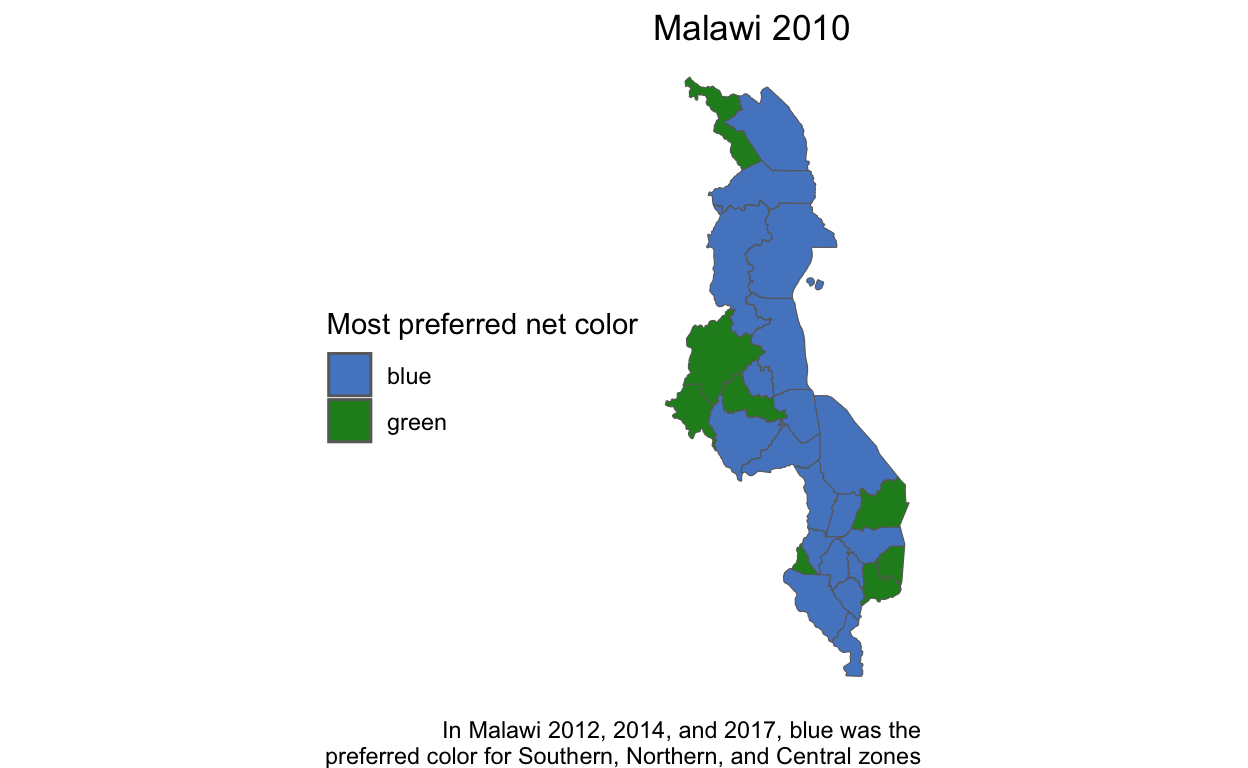 Malawi 2010
Most preferred net color
blue
green
In Malawi 2012, 2014, and 2017, blue was the
preferred color for Southern, Northern, and Central zones